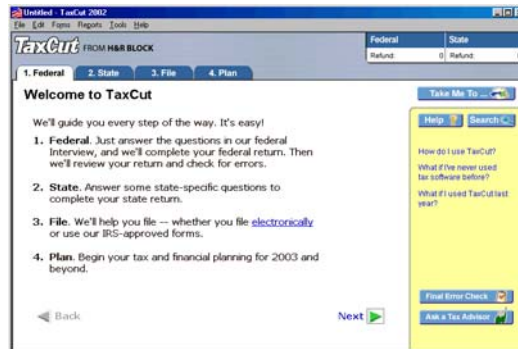 Untitled - TaxCut 2002
File Edit Forms Reports Tools Help
TaxCut FROM H&R BLOCK
Federal State
Refund: 0 Refund:
1. Federal 2. State 3. File 4. Plan
Welcome to TaxCut
Take Me To ...
We'll guide you every step of the way. It's easy!
Help Search
1. Federal. Just answer the questions in our federal
Interview, and we'll complete your federal return. Then
we'll review your return and check for errors.
2. State. Answer some state-specific questions to
complete your state return.
3. File. We'll help you file -- whether you file electronically
or use our IRS-approved forms.
4. Plan. Begin your tax and financial planning for 2003 and
beyond.
How do I use TaxCut?
What if I've never used
tax software before?
What if I used TaxCut last
year?
Back Next
Final Error Check
Ask a Tax Advisor